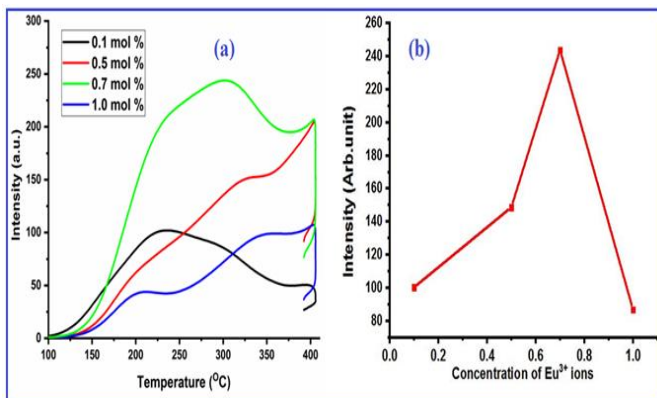 (a)
0.1 mol %
0.5 mol %
0.7 mol %
1.0 mol %
Intensity (a.u.)
300
250
200
150
100
50
0
100 150 200 250 300 350 400
Temperature (⁰C)
(b)
Intensity (Arb.unit)
260
240
220
200
180
160
140
120
100
80
0.0 0.2 0.4 0.6 0.8 1.0
Concentration of Eu³⁺ ions